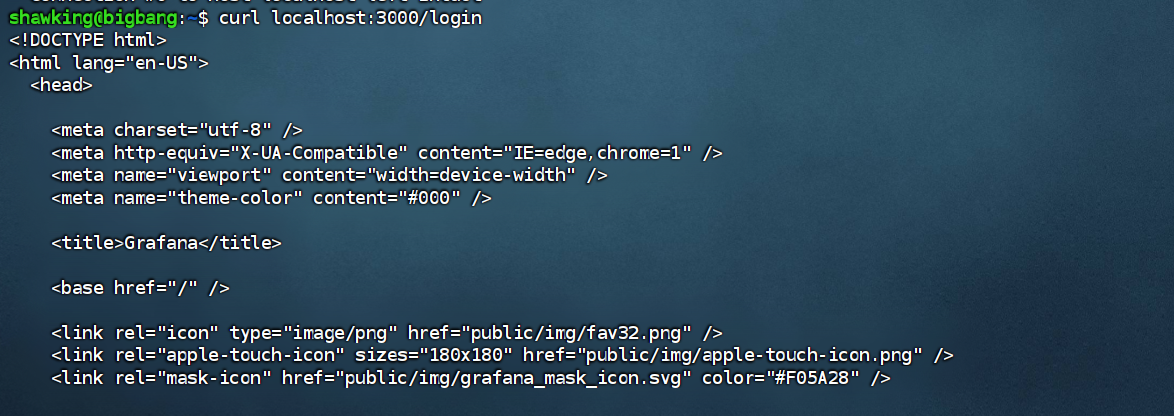 shawking@bigbang:~$ curl localhost:3000/login
<!DOCTYPE html>
<html lang="en-US">
  <head>

    <meta charset="utf-8" />
    <meta http-equiv="X-UA-Compatible" content="IE=edge,chrome=1" />
    <meta name="viewport" content="width=device-width" />
    <meta name="theme-color" content="#000" />

    <title>Grafana</title>

    <base href="/" />

    <link rel="icon" type="image/png" href="public/img/fav32.png" />
    <link rel="apple-touch-icon" sizes="180x180" href="public/img/apple-touch-icon.png" />
    <link rel="mask-icon" href="public/img/grafana_mask_icon.svg" color="#F05A28" />